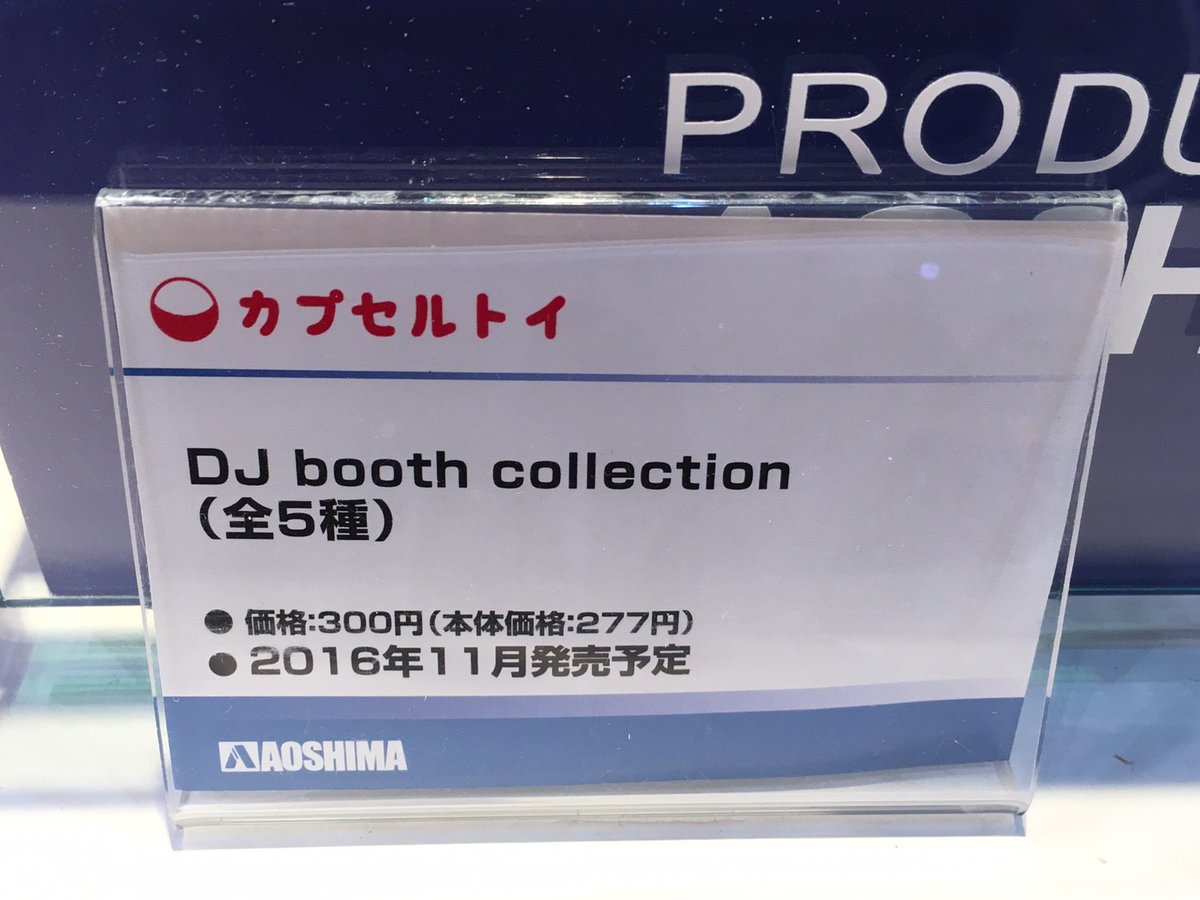 PRODU
カプセルトイ
DJ booth collection
（全5種）
● 価格:300円（本体価格:277円）
● 2016年11月発売予定
AOSHIMA